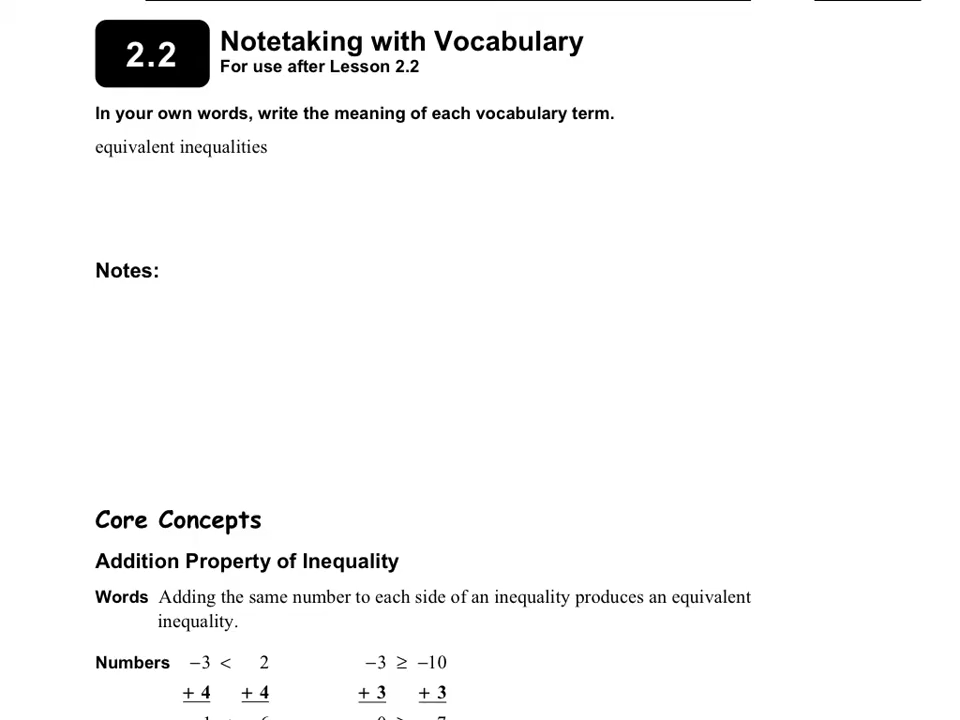 2.2
Notetaking with Vocabulary
For use after Lesson 2.2
In your own words, write the meaning of each vocabulary term.
equivalent inequalities
Notes:
Core Concepts
Addition Property of Inequality
Words Adding the same number to each side of an inequality produces an equivalent
inequality.
Numbers −3 < 2 −3 ≥ −10
+ 4 + 4 + 3 + 3